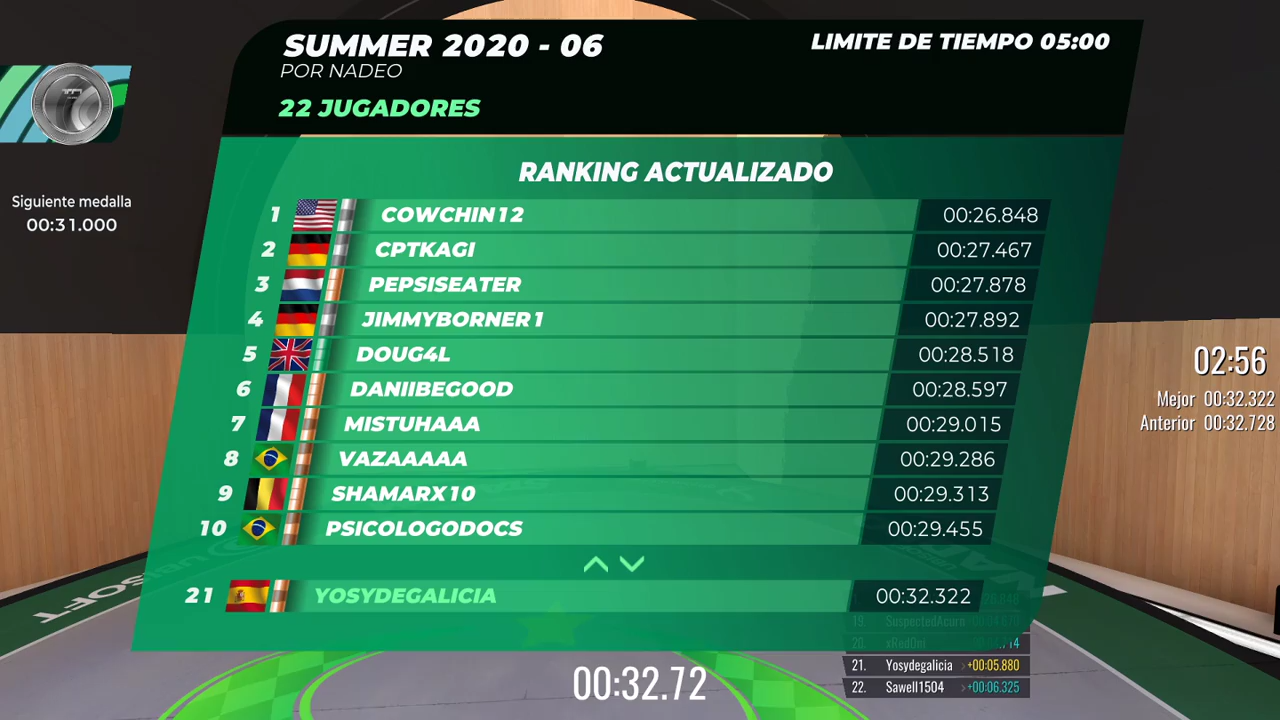 SUMMER 2020 - 06
LIMITE DE TIEMPO 05:00
POR NADEO
22 JUGADORES
RANKING ACTUALIZADO
Siguiente medalla
00:31.000
1 COWCHIN12 00:26.848
2 CPTKAGI 00:27.467
3 PEPSISEATER 00:27.878
4 JIMMYBORNER1 00:27.892
5 DOUG4L 00:28.518
6 DANIIBEGOOD 00:28.597
7 MISTUHAAA 00:29.015
8 VAZAAAAA 00:29.286
9 SHAMARX10 00:29.313
10 PSICOLOGODOCS 00:29.455
21 YOSYDEGALICIA 00:32.322
02:56
Mejor 00:32.322
Anterior 00:32.728
19. SuspectedAcurn
20. xRedDmt
21. Yosydegalicia +00:05.880
22. Sawell1504 +00:06.325
00:32.72
UBISOFT